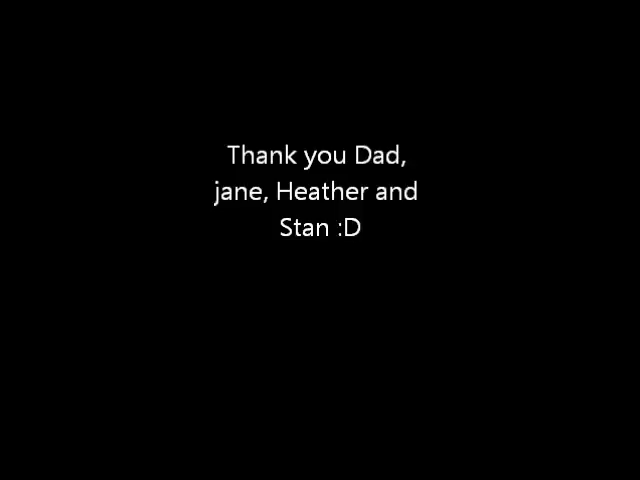 Thank you Dad,
jane, Heather and
Stan :D